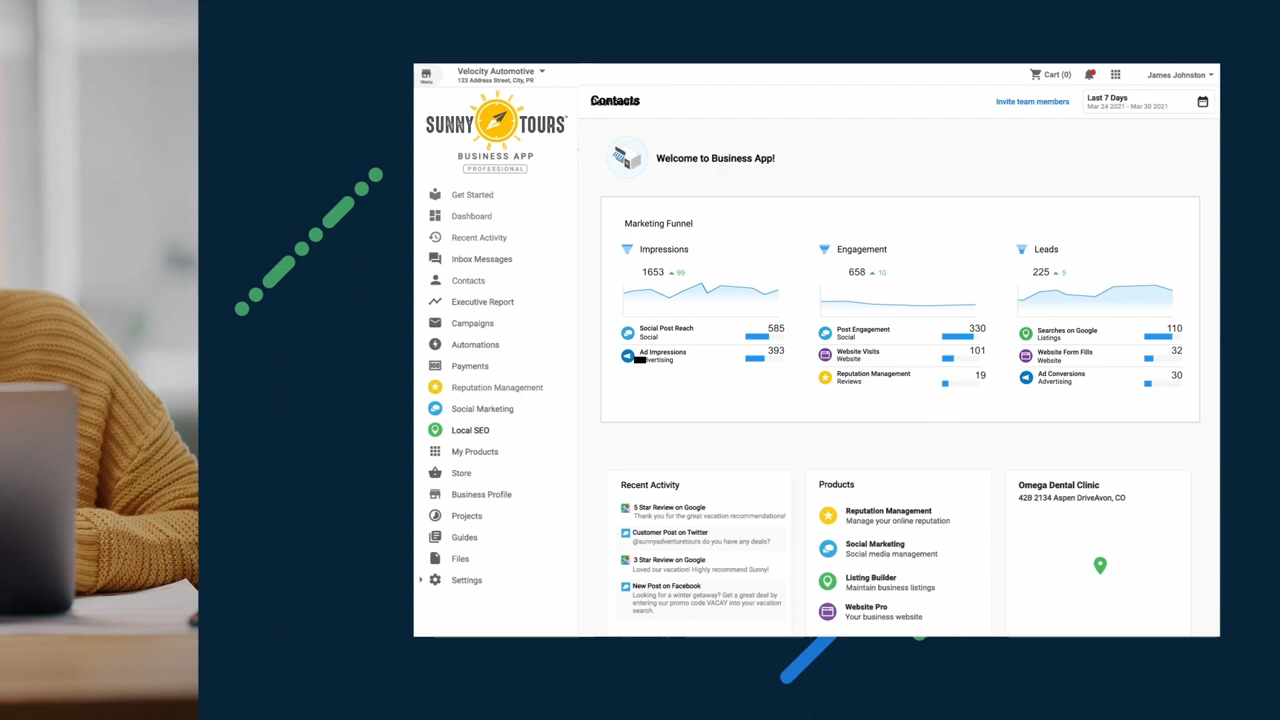 Menu
Velocity Automotive
123 Address Street, City, PR
Cart (0)
James Johnston
SUNNY TOURS
BUSINESS APP
PROFESSIONAL
Get Started
Dashboard
Recent Activity
Inbox Messages
Contacts
Executive Report
Campaigns
Automations
Payments
Reputation Management
Social Marketing
Local SEO
My Products
Store
Business Profile
Projects
Guides
Files
Settings
Contacts
Invite team members
Last 7 Days
Mar 24 2021 - Mar 30 2021
Welcome to Business App!
Marketing Funnel
Impressions
1653 99
Social Post Reach 585
Social
Ad Impressions 393
vertising
Engagement
658 10
Post Engagement 330
Social
Website Visits 101
Website
Reputation Management 19
Reviews
Leads
225 5
Searches on Google 110
Listings
Website Form Fills 32
Website
Ad Conversions 30
Advertising
Recent Activity
5 Star Review on Google
Thank you for the great vacation recommendations!
Customer Post on Twitter
@sunnyadventuretours do you have any deals?
3 Star Review on Google
Loved our vacation! Highly recommend Sunny!
New Post on Facebook
Looking for a winter getaway? Get a great deal by
entering our promo code VACAY into your vacation
search.
Products
Reputation Management
Manage your online reputation
Social Marketing
Social media management
Listing Builder
Maintain business listings
Website Pro
Your business website
Omega Dental Clinic
42B 2134 Aspen DriveAvon, CO